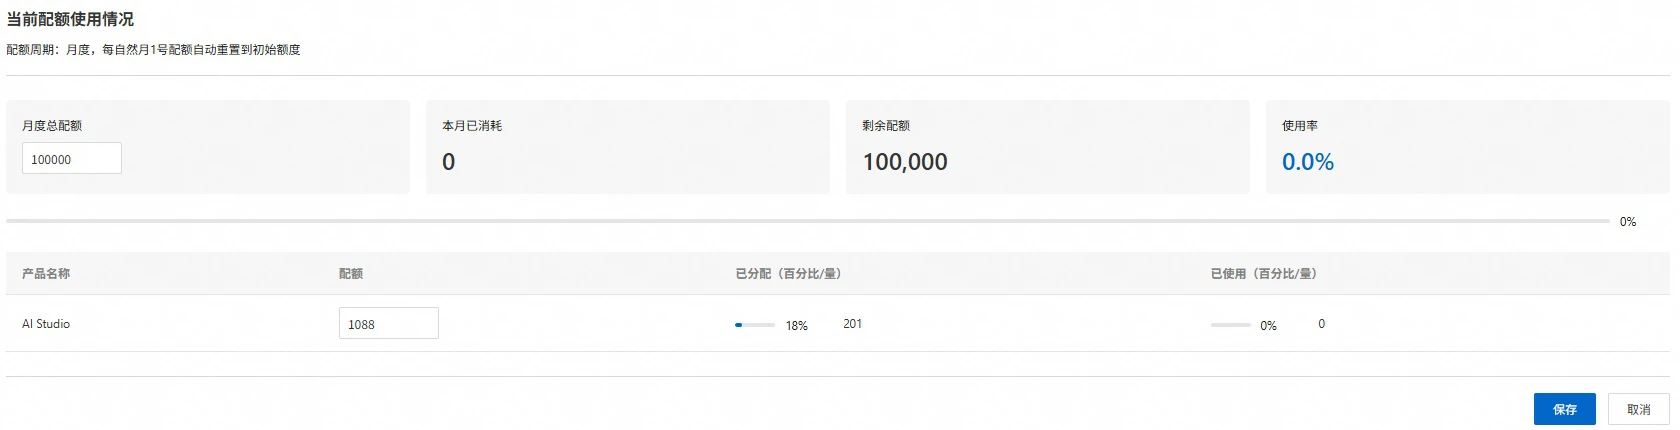 当前配额使用情况
配额周期：月度，每自然月1号配额自动重置到初始额度
月度总配额
100000
本月已消耗
0
剩余配额
100,000
使用率
0.0%
0%
产品名称 配额 已分配（百分比/量） 已使用（百分比/量）
AI Studio 1088 18% 201 0% 0
保存 取消